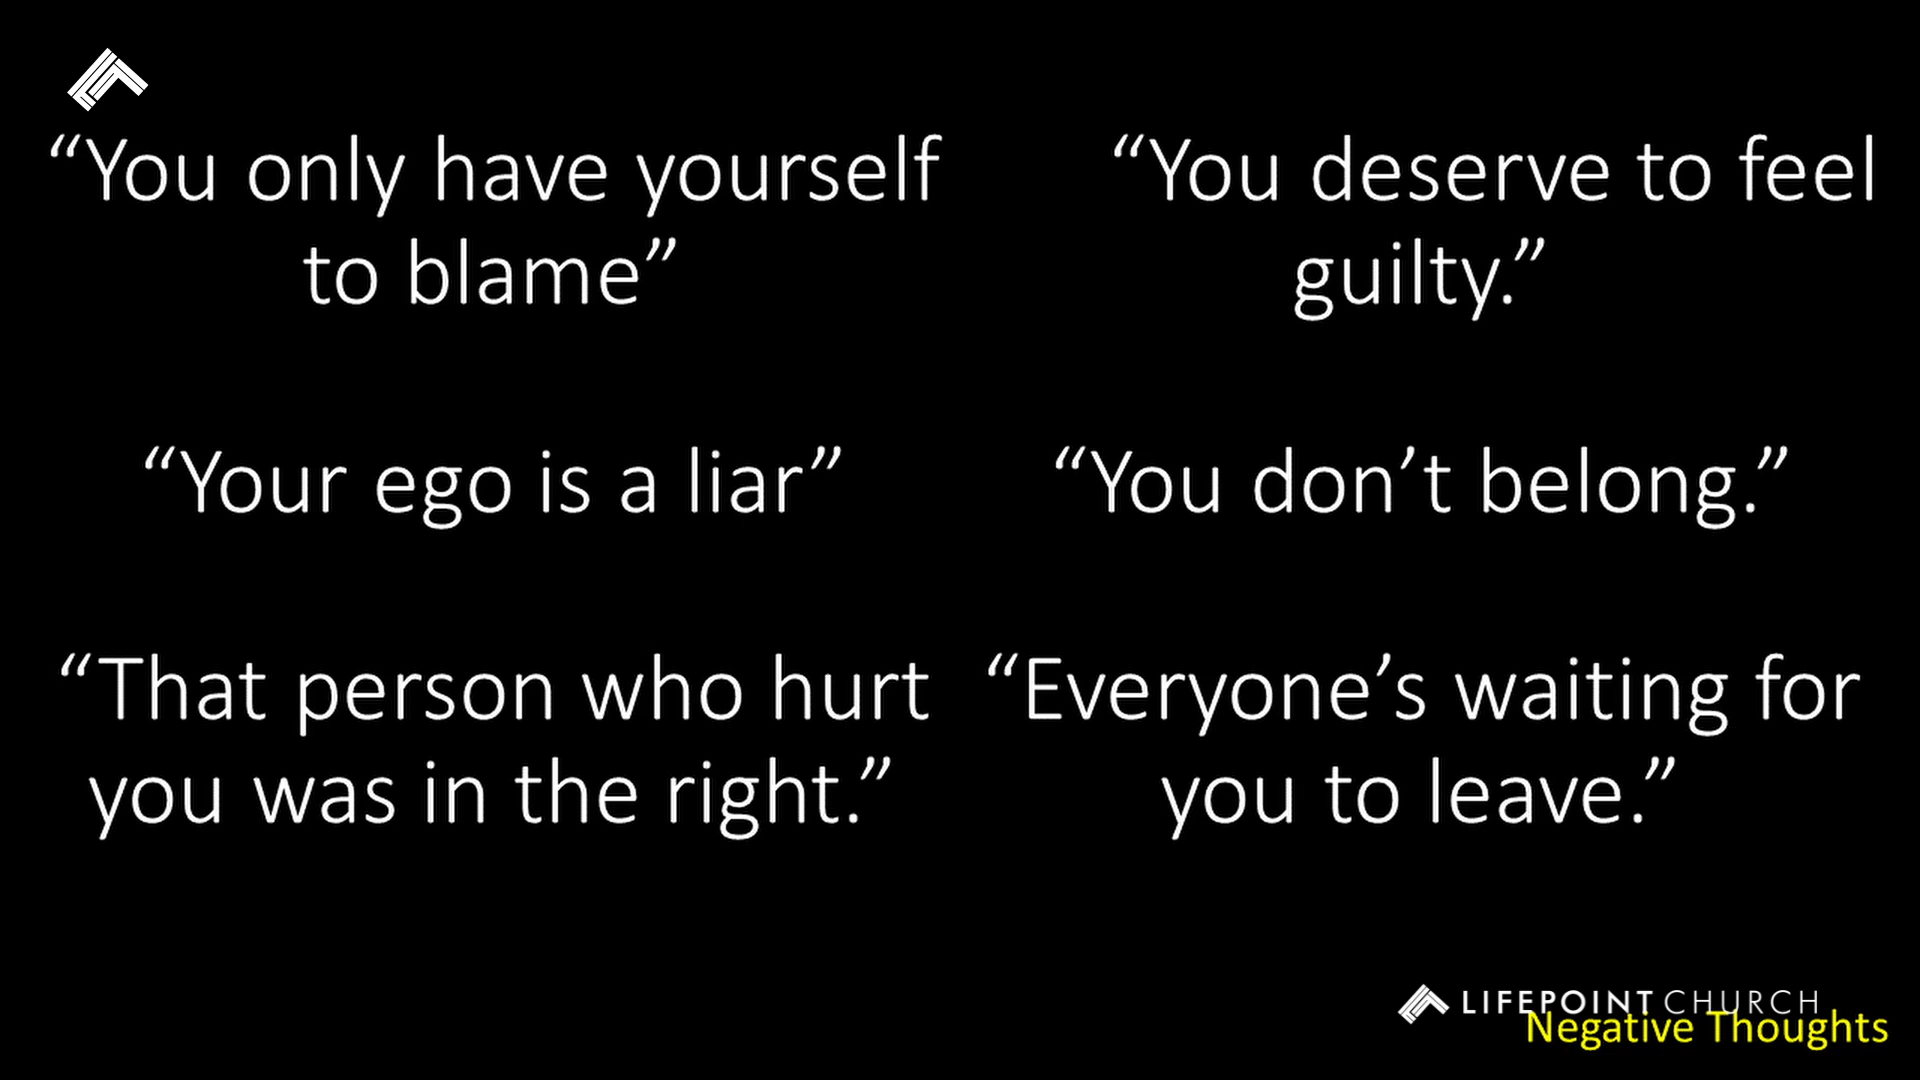 “You only have yourself
to blame”
“You deserve to feel
guilty.”
“Your ego is a liar”
“You don’t belong.”
“That person who hurt
you was in the right.”
“Everyone’s waiting for
you to leave.”
LIFEPOINT CHURCH
Negative Thoughts